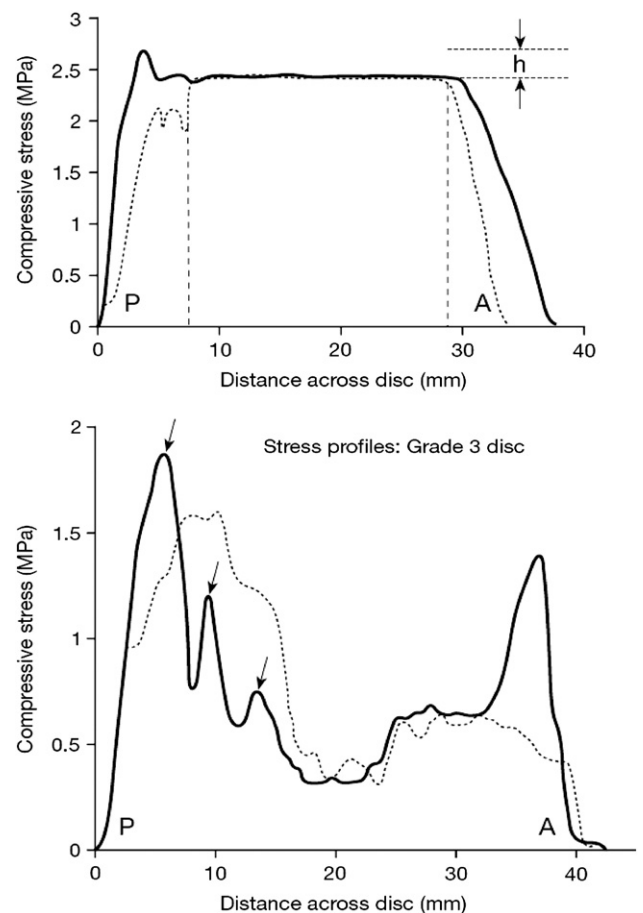 3
2.5
2
1.5
1
0.5
0
Compressive stress (MPa)
h
P
A
0
10
20
30
40
Distance across disc (mm)
Stress profiles: Grade 3 disc
2
1.5
1
0.5
0
Compressive stress (MPa)
P
A
0
10
20
30
40
Distance across disc (mm)